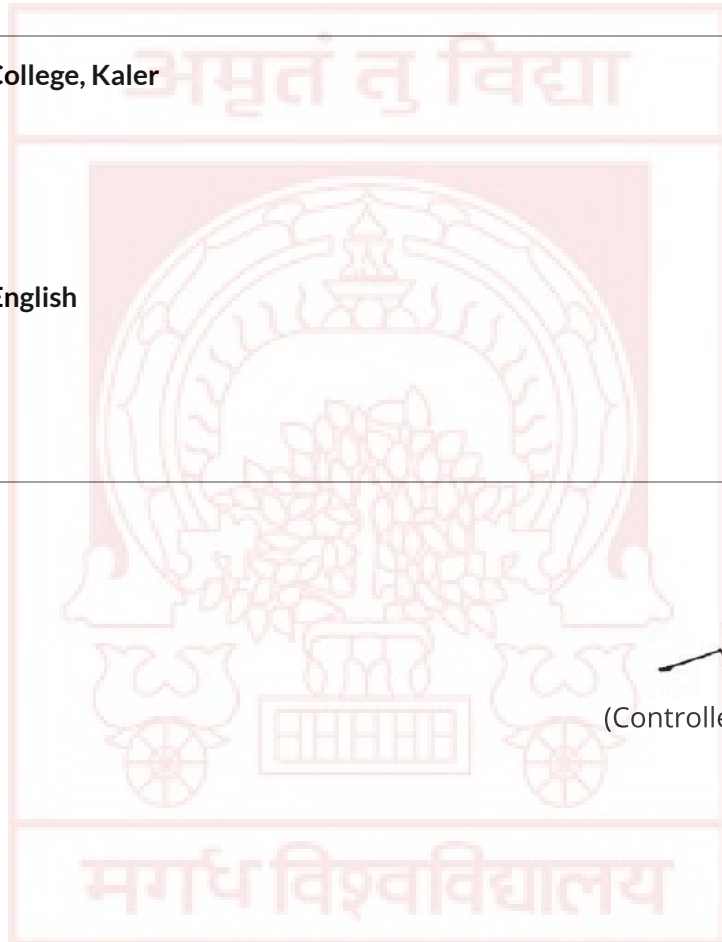 अमृतं तु विद्या
College, Kaler
English
(Controlle
मगध विश्वविद्यालय